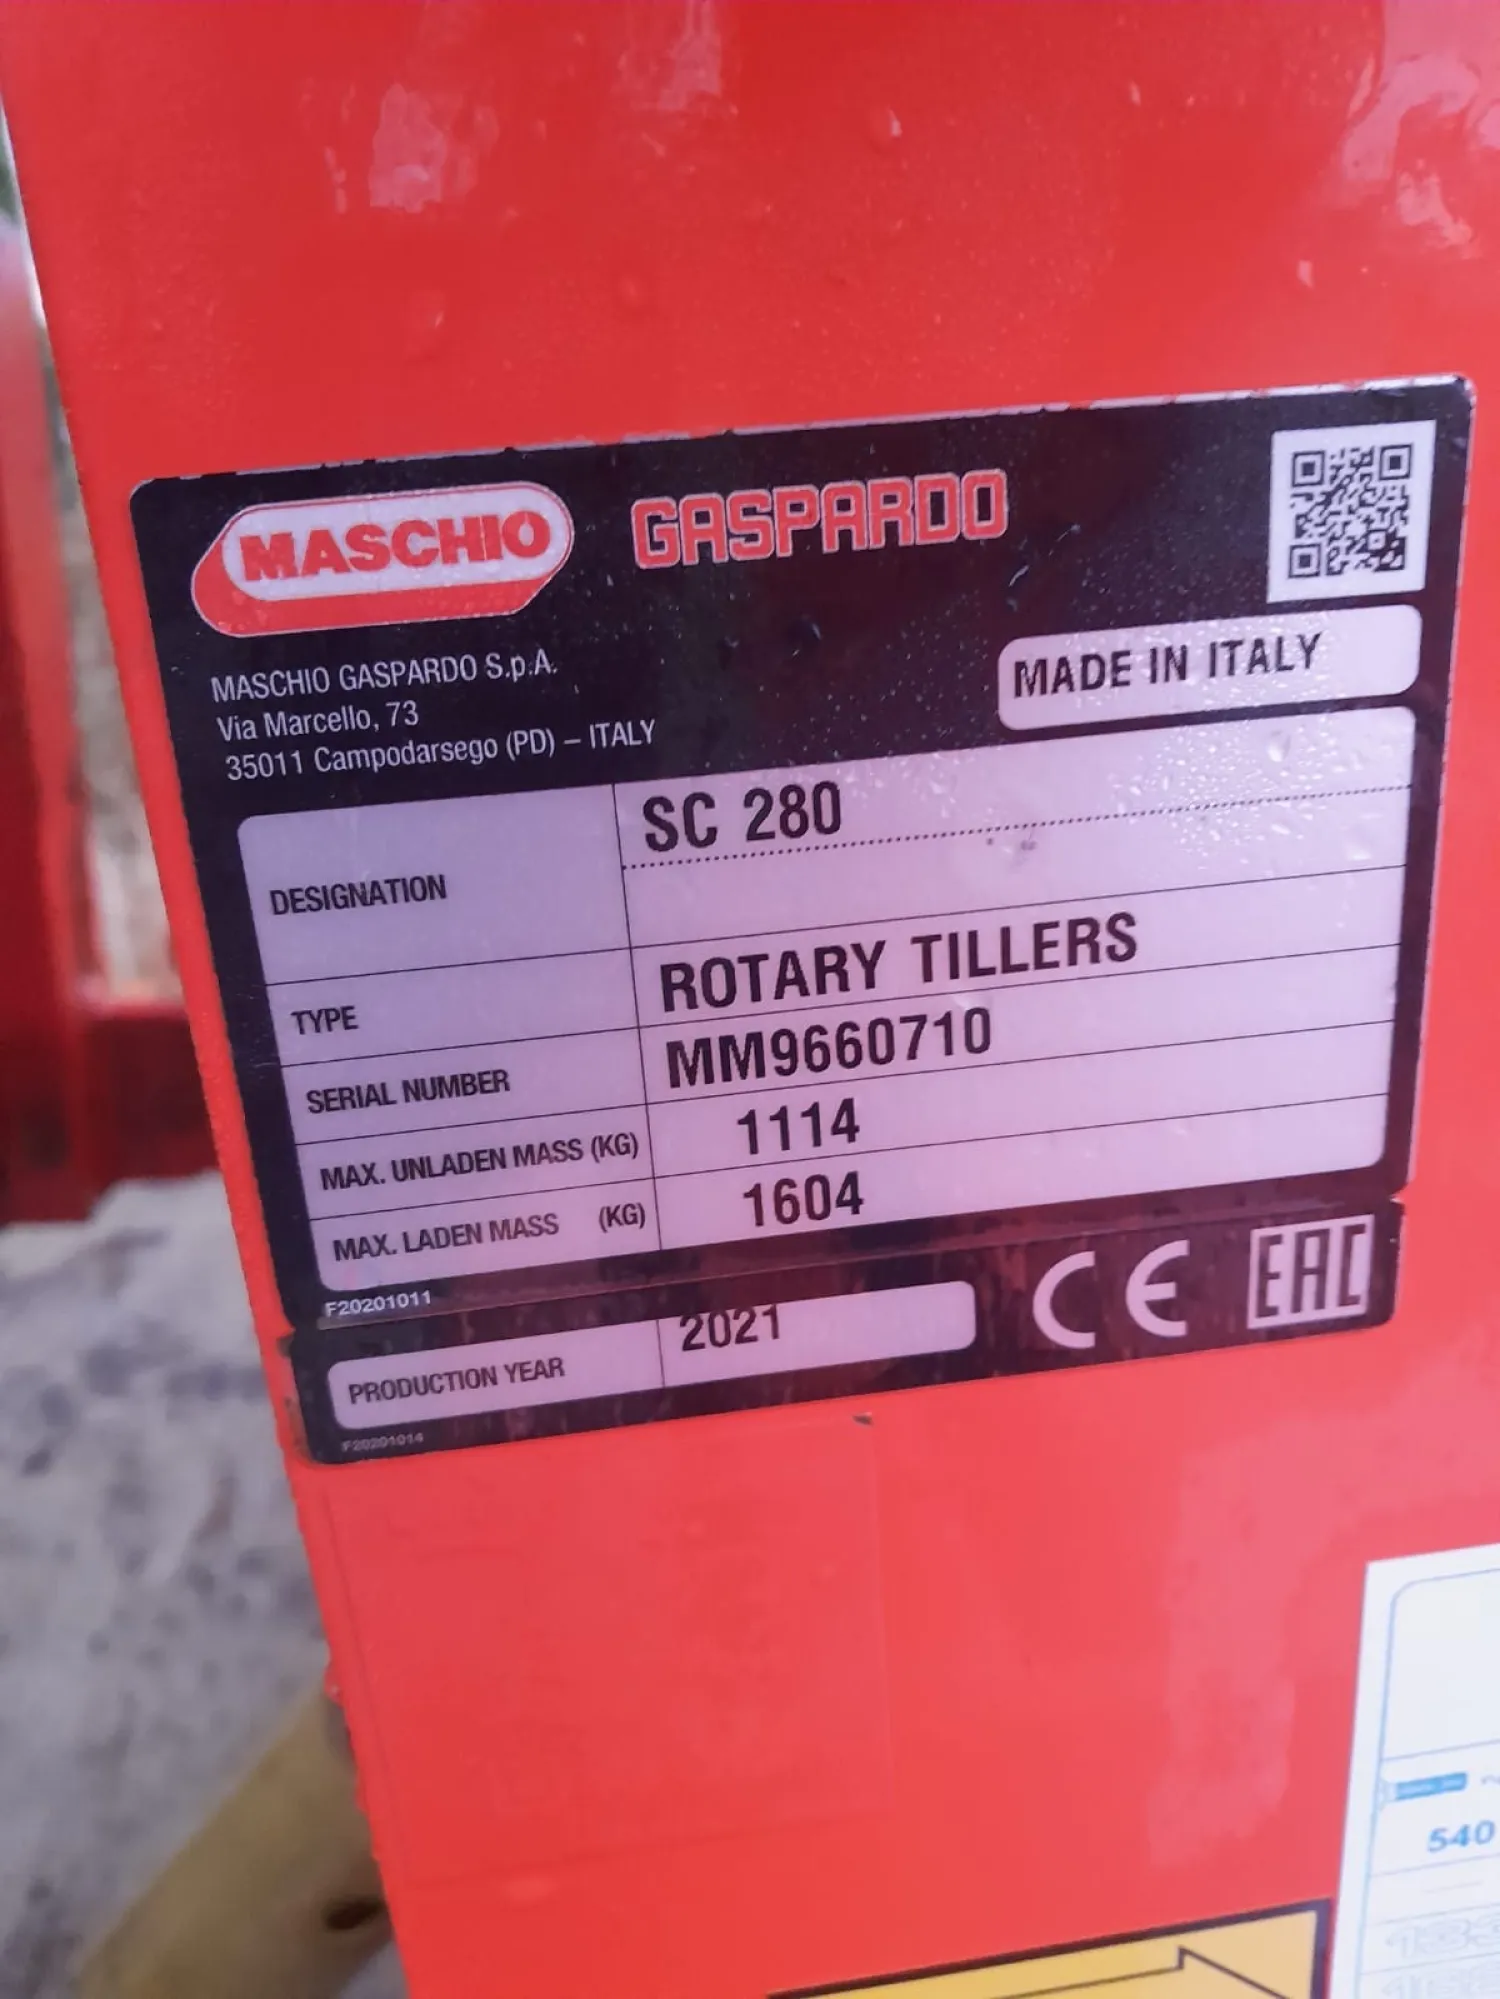 MASCHIO GASPARDO
MASCHIO GASPARDO S.p.A.
Via Marcello, 73
35011 Campodarsego (PD) – ITALY
MADE IN ITALY
DESIGNATION SC 280
TYPE ROTARY TILLERS
SERIAL NUMBER MM9660710
MAX. UNLADEN MASS (KG) 1114
MAX. LADEN MASS (KG) 1604
F20201011
PRODUCTION YEAR 2021
CE EAC
F20201014
540